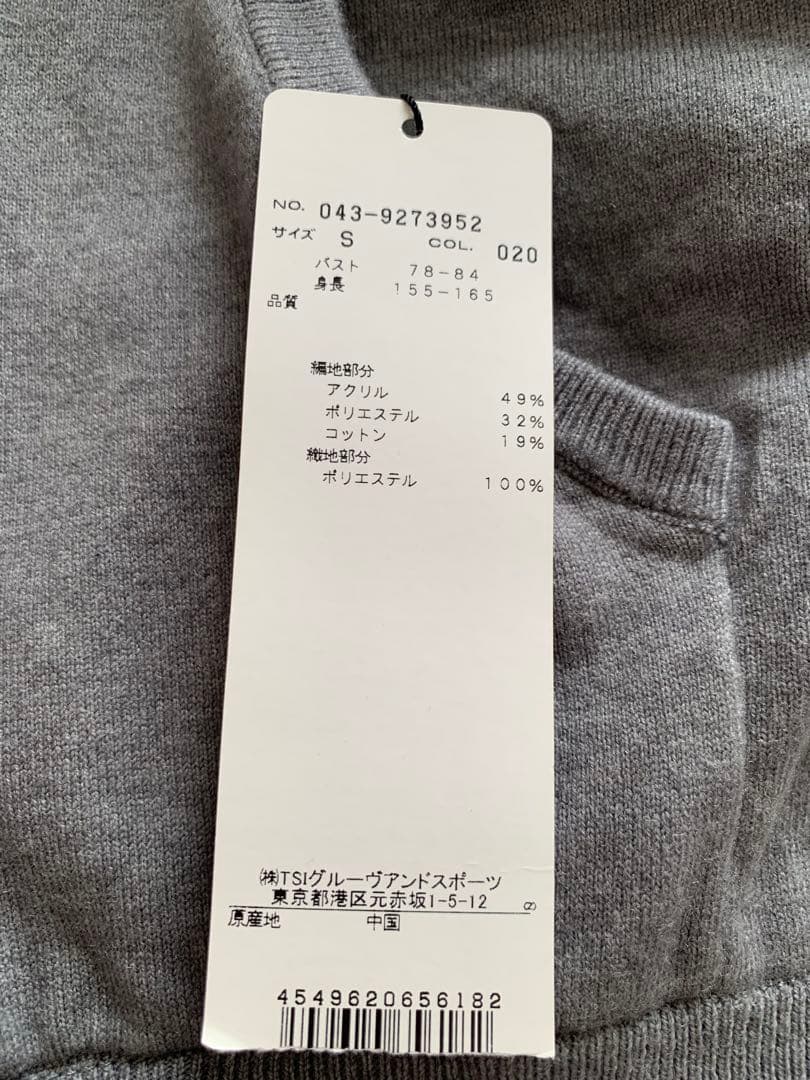 NO. 043-9273952
サイズ S COL. 020
バスト 78-84
身長 155-165
品質
編地部分
アクリル 49%
ポリエステル 32%
コットン 19%
織地部分
ポリエステル 100%
㈱TSIグルーヴアンドスポーツ
東京都港区元赤坂1-5-12
原産地 中国
4549620656182